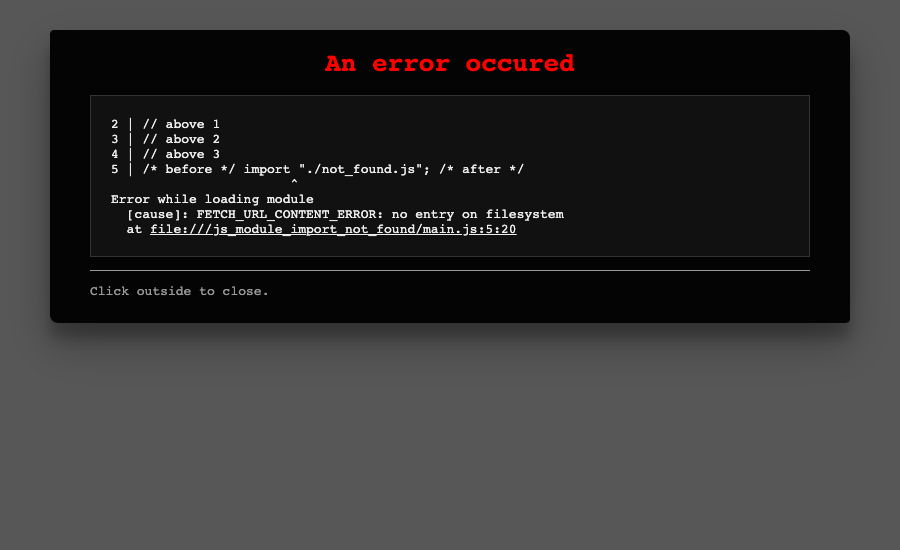 An error occured
2 | // above 1
3 | // above 2
4 | // above 3
5 | /* before */ import "./not_found.js"; /* after */
                       ^
Error while loading module
  [cause]: FETCH_URL_CONTENT_ERROR: no entry on filesystem
  at file:///js_module_import_not_found/main.js:5:20
Click outside to close.